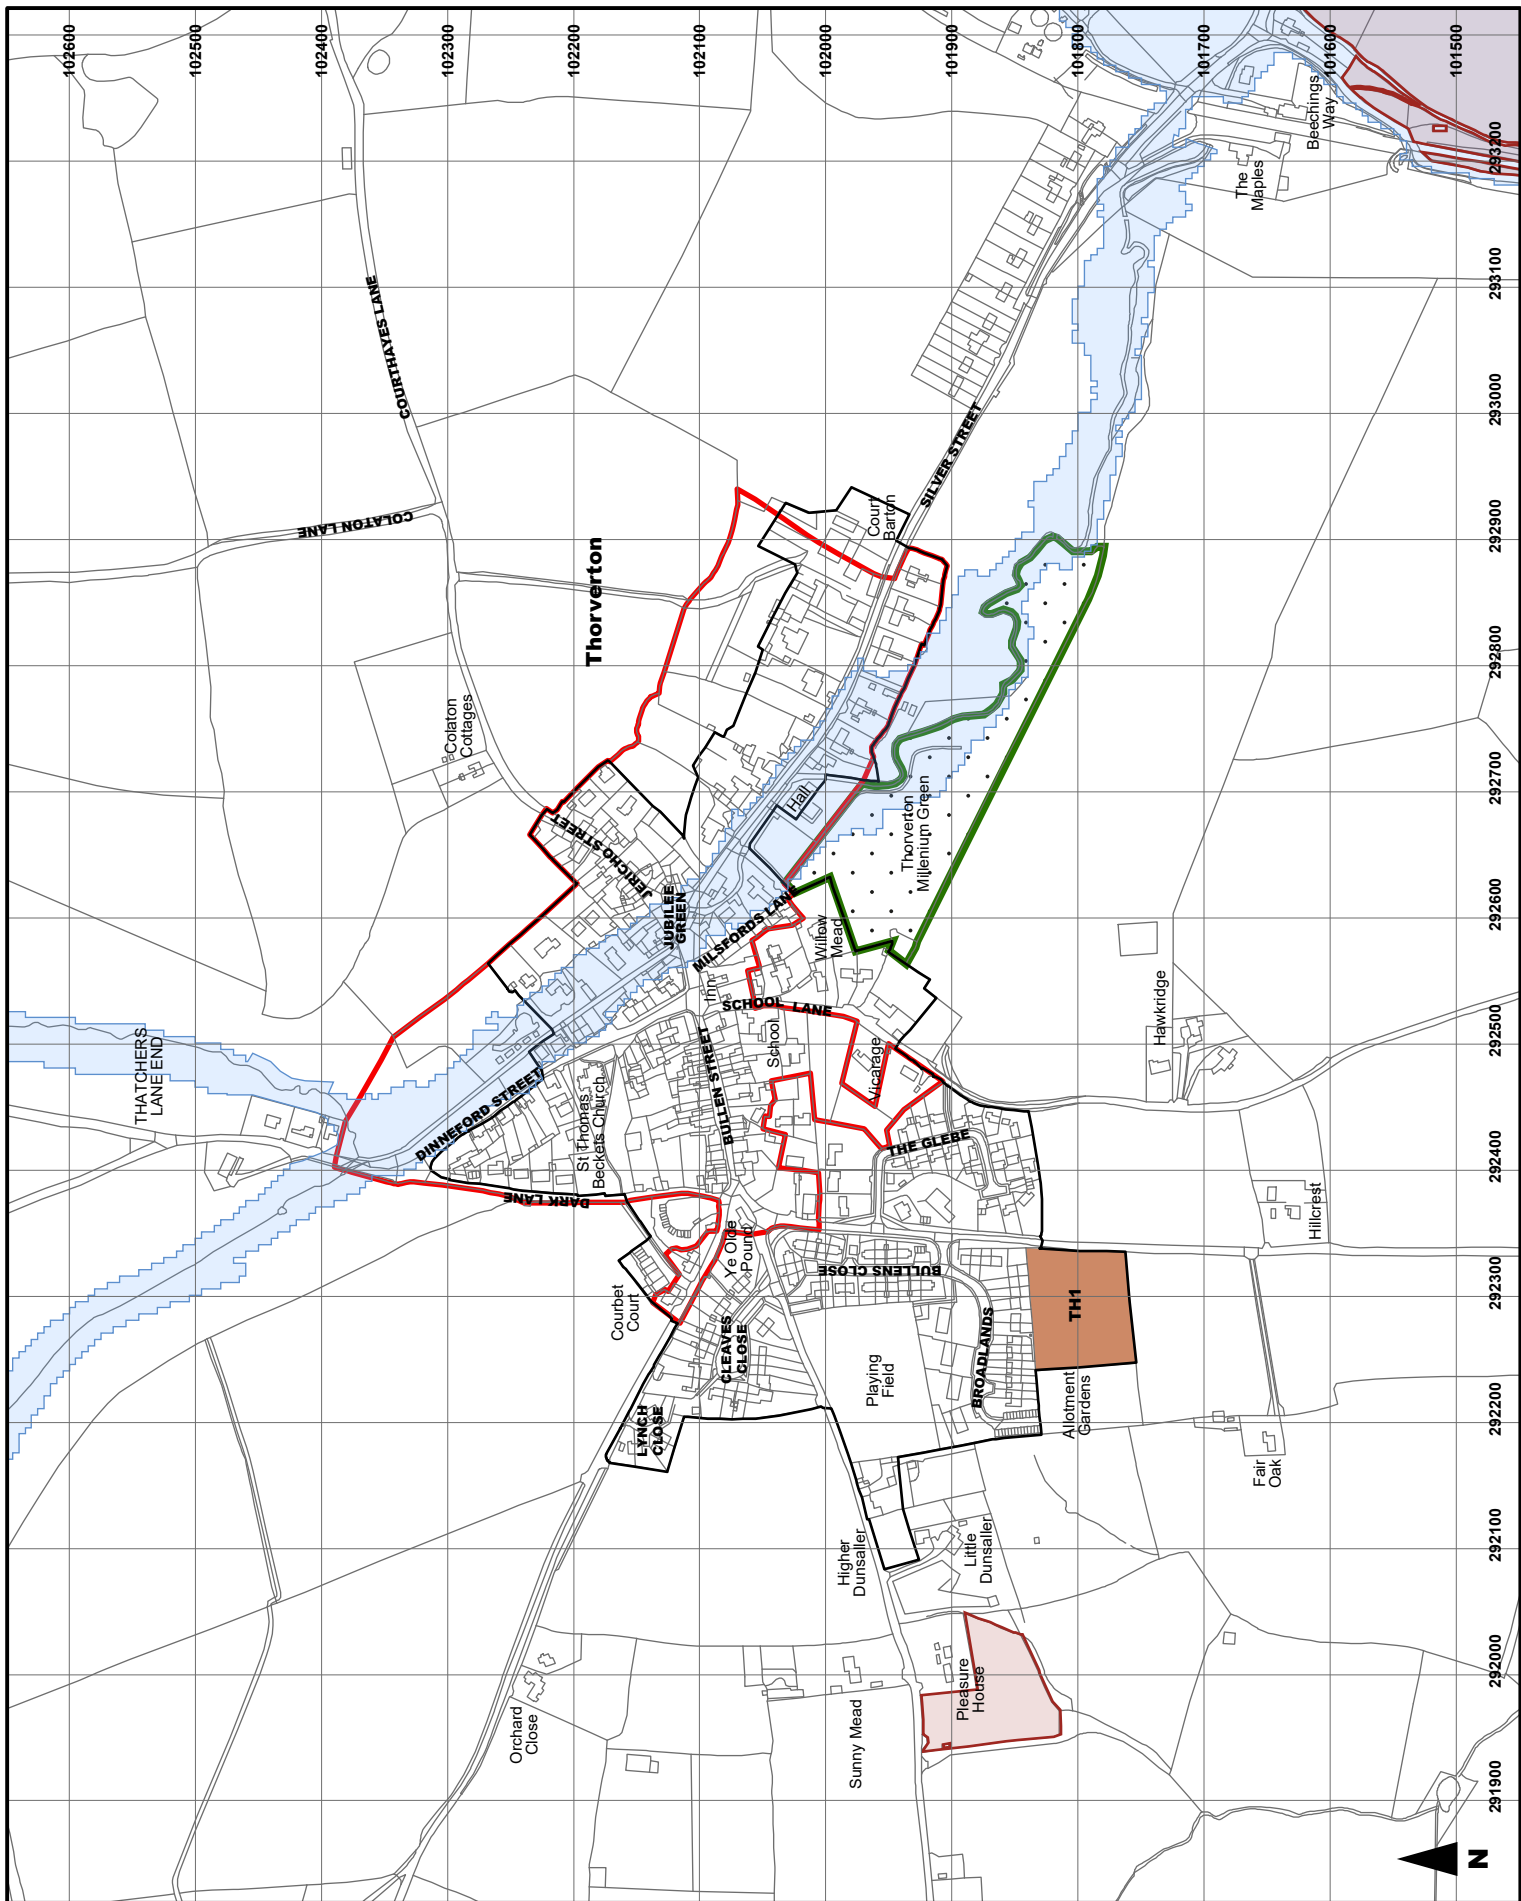 102600
102500
102400
102300
102200
102100
102000
101900
101800
101700
101600
101500
293200
293100
293000
292900
292800
292700
292600
292500
292400
292300
292200
292100
292000
291900
Thorverton
COURTHAYES LANE
COLATON LANE
Colaton
Cottages
THATCHERS
LANE END
JERICHO STREET
JUBILEE
GREEN
DINNEFORD STREET
St Thomas
Beckets Church
DARK LANE
MILSFORDS LANE
Inn
SCHOOL LANE
School
BULLEN STREET
Vicarage
Willow
Mead
Hall
Thorverton
Millenium Green
SILVER STREET
Court
Barton
The
Maples
Beechings
Way
THE GLEBE
Ye Olde
Pound
Courbet
Court
CLEAVES
CLOSE
LYNCH
CLOSE
BULLENS CLOSE
BROADLANDS
Playing
Field
TH1
Allotment
Gardens
Hawkridge
Hillcrest
Fair
Oak
Higher
Dunsaller
Little
Dunsaller
Pleasure
House
Sunny Mead
Orchard
Close
N